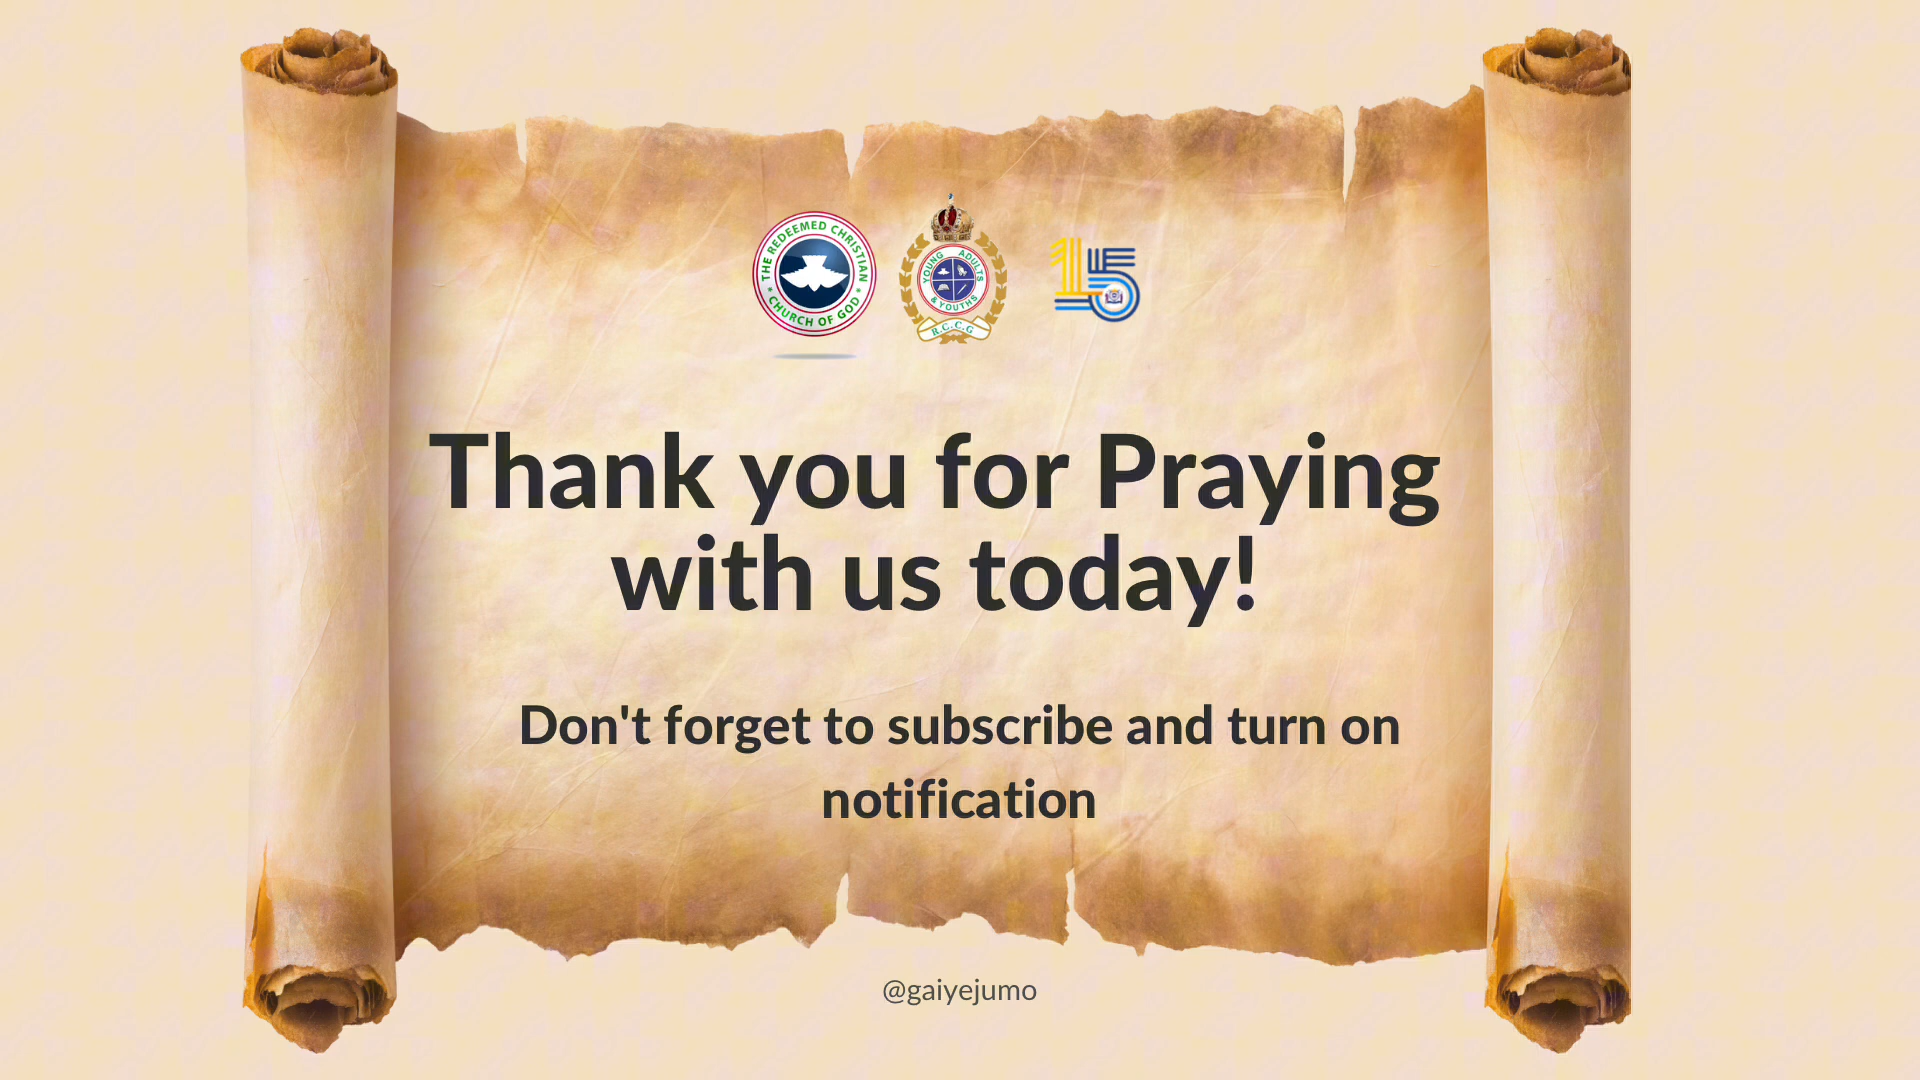 THE REDEEMED CHRISTIAN
* CHURCH OF GOD *
YOUNG ADULTS
& YOUTHS
R.C.C.G
15
Thank you for Praying
with us today!
Don't forget to subscribe and turn on
notification
@gaiyejumo